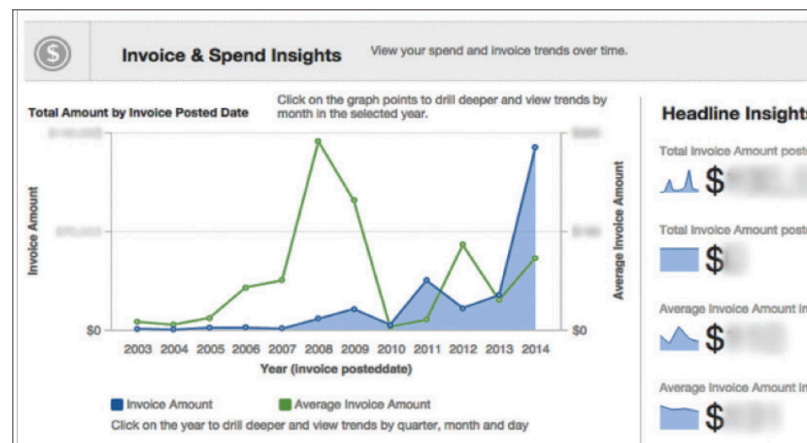 $
Invoice & Spend Insights
View your spend and invoice trends over time.
Total Amount by Invoice Posted Date
Click on the graph points to drill deeper and view trends by
month in the selected year.
Invoice Amount
Average Invoice Amount
$0
$0
2003 2004 2005 2006 2007 2008 2009 2010 2011 2012 2013 2014
Year (invoice posteddate)
Invoice Amount Average Invoice Amount
Click on the year to drill deeper and view trends by quarter, month and day
Headline Insights
Total Invoice Amount poste
$
Total Invoice Amount poste
$
Average Invoice Amount in
$
Average Invoice Amount in
$